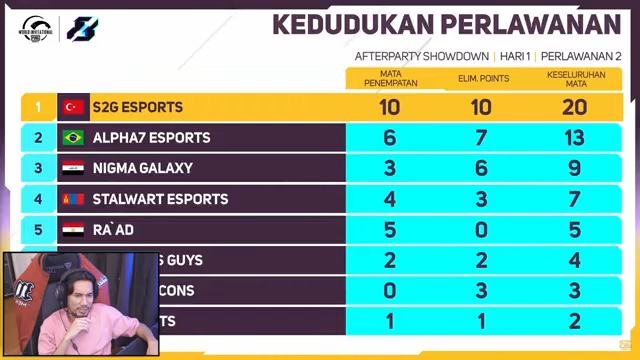 KEDUDUKAN PERLAWANAN
AFTERPARTY SHOWDOWN | HARI 1 | PERLAWANAN 2
MATA PENEMPATAN ELIM. POINTS KESELURUHAN MATA
1 S2G ESPORTS 10 10 20
2 ALPHA7 ESPORTS 6 7 13
3 NIGMA GALAXY 3 6 9
4 STALWART ESPORTS 4 3 7
5 RA`AD 5 0 5
GUYS 2 2 4
CONS 0 3 3
TS 1 1 2